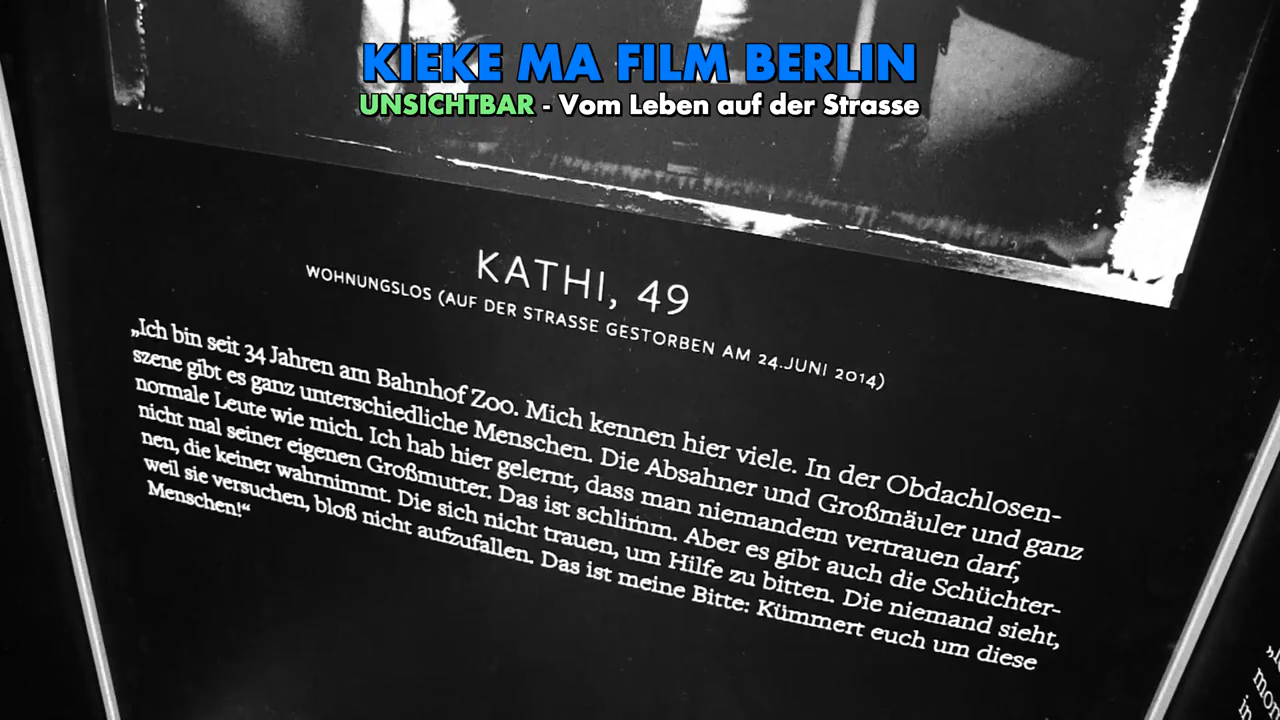 KIEKE MA FILM BERLIN
UNSICHTBAR - Vom Leben auf der Strasse
KATHI, 49
WOHNUNGSLOS (AUF DER STRASSE GESTORBEN AM 24.JUNI 2014)
„Ich bin seit 34 Jahren am Bahnhof Zoo. Mich kennen hier viele. In der Obdachlosen-
szene gibt es ganz unterschiedliche Menschen. Die Absahner und Großmäuler und ganz
normale Leute wie mich. Ich hab hier gelernt, dass man niemandem vertrauen darf,
nicht mal seiner eigenen Großmutter. Das ist schlimm. Aber es gibt auch die Schüchter-
nen, die keiner wahrnimmt. Die sich nicht trauen, um Hilfe zu bitten. Die niemand sieht,
weil sie versuchen, bloß nicht aufzufallen. Das ist meine Bitte: Kümmert euch um diese
Menschen!“